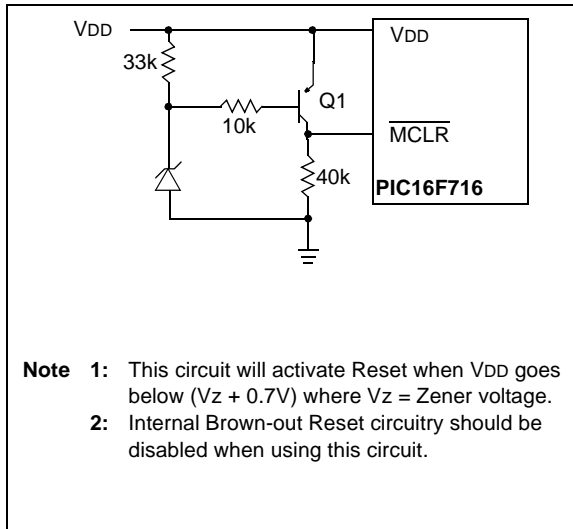 VDD
VDD
33k
Q1
10k
MCLR
40k
PIC16F716
Note 1: This circuit will activate Reset when VDD goes
below (Vz + 0.7V) where Vz = Zener voltage.
2: Internal Brown-out Reset circuitry should be
disabled when using this circuit.